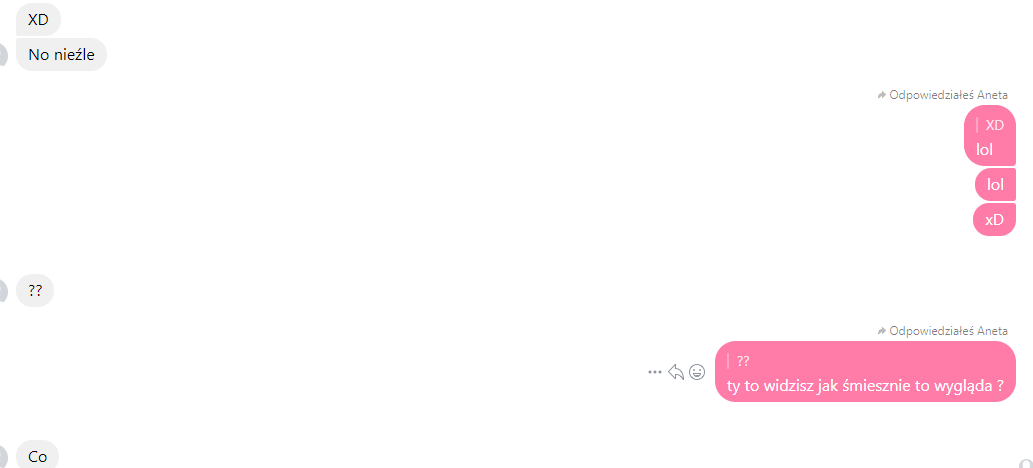 XD
No nieźle
Odpowiedziałeś Aneta
XD
lol
lol
xD
??
Odpowiedziałeś Aneta
??
ty to widzisz jak śmiesznie to wygląda ?
Co